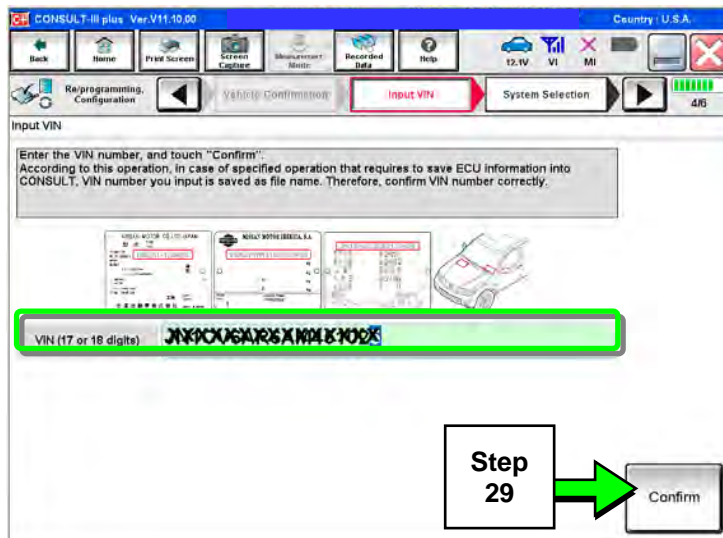 CONSULT-III plus Ver.V11.10.00 Country : U.S.A.
Back Home Print Screen Screen Capture Measurement Mode Recorded Data Help 12.1V VI MI
Re/programming, Configuration Vehicle Confirmation Input VIN System Selection 4/6
Input VIN
Enter the VIN number, and touch "Confirm".
According to this operation, in case of specified operation that requires to save ECU information into
CONSULT, VIN number you input is saved as file name. Therefore, confirm VIN number correctly.
VIN (17 or 18 digits)
Step
29
Confirm